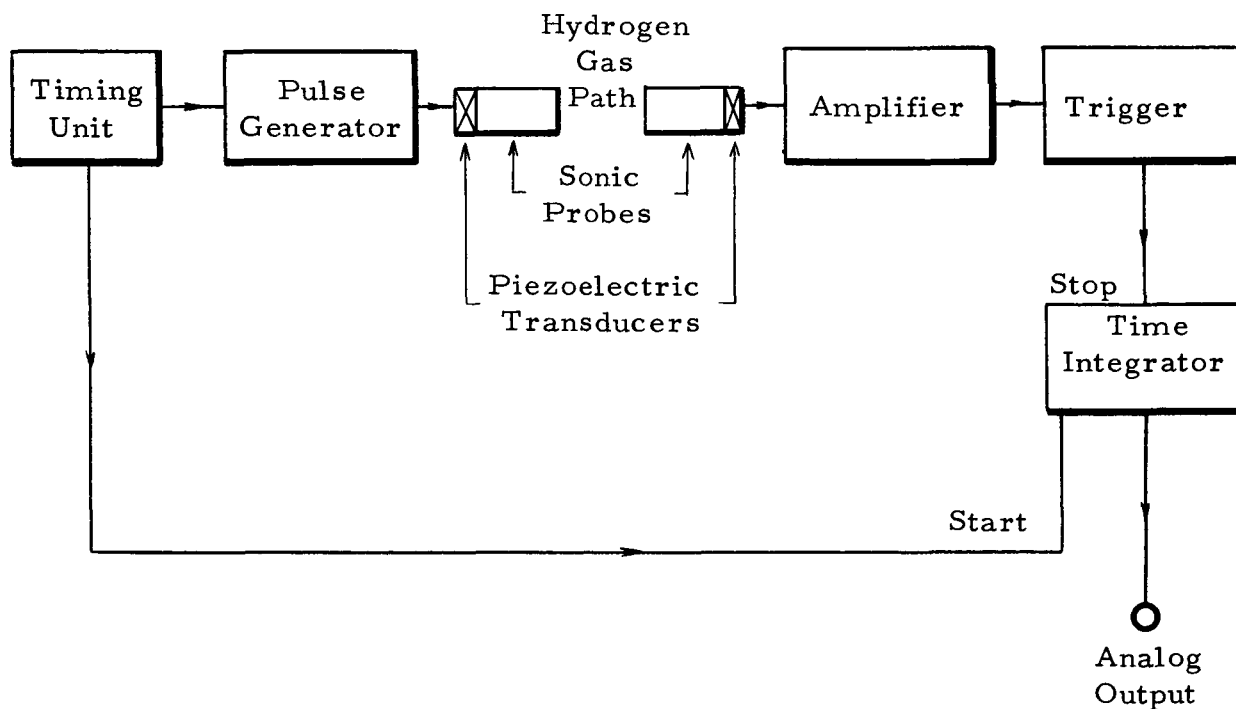 Timing
Unit
Pulse
Generator
Hydrogen
Gas
Path
Amplifier
Trigger
Sonic
Probes
Piezoelectric
Transducers
Stop
Time
Integrator
Start
Analog
Output